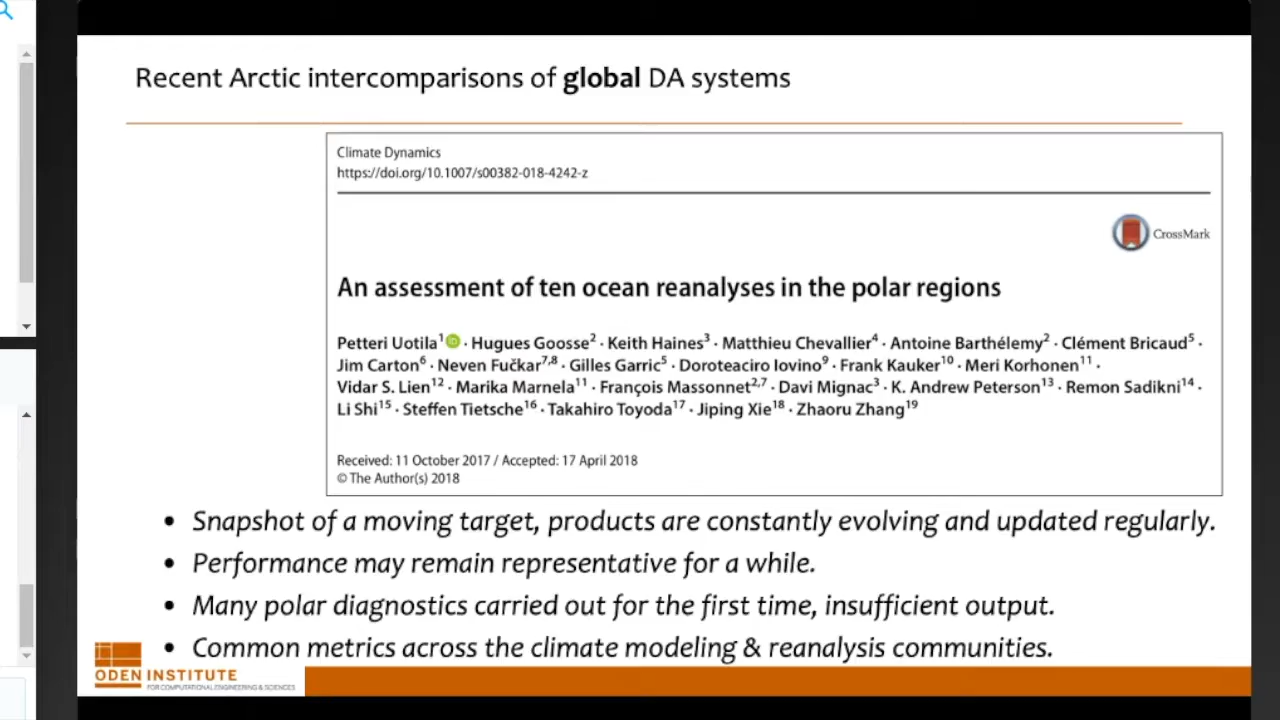 Recent Arctic intercomparisons of global DA systems
Climate Dynamics
https://doi.org/10.1007/s00382-018-4242-z
CrossMark
An assessment of ten ocean reanalyses in the polar regions
Petteri Uotila1 · Hugues Goosse2 · Keith Haines3 · Matthieu Chevallier4 · Antoine Barthélemy2 · Clément Bricaud5 ·
Jim Carton6 · Neven Fučkar7,8 · Gilles Garric5 · Doroteaciro Iovino9 · Frank Kauker10 · Meri Korhonen11 ·
Vidar S. Lien12 · Marika Marnela11 · François Massonnet2,7 · Davi Mignac3 · K. Andrew Peterson13 · Remon Sadikni14 ·
Li Shi15 · Steffen Tietsche16 · Takahiro Toyoda17 · Jiping Xie18 · Zhaoru Zhang19
Received: 11 October 2017 / Accepted: 17 April 2018
© The Author(s) 2018
• Snapshot of a moving target, products are constantly evolving and updated regularly.
• Performance may remain representative for a while.
• Many polar diagnostics carried out for the first time, insufficient output.
• Common metrics across the climate modeling & reanalysis communities.
ODEN INSTITUTE
FOR COMPUTATIONAL ENGINEERING & SCIENCES